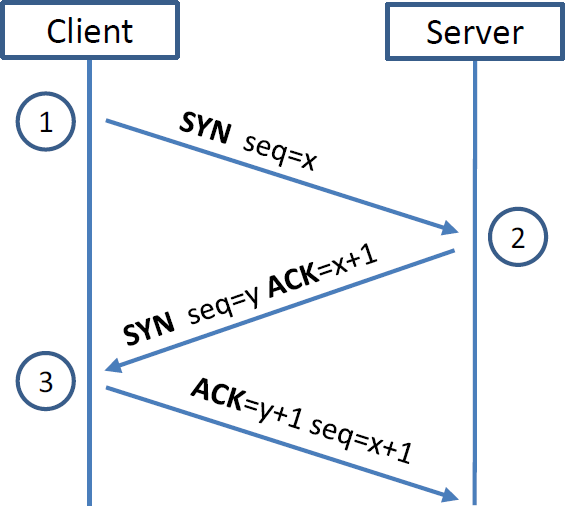 Client
Server
1
SYN seq=x
2
SYN seq=y ACK=x+1
3
ACK=y+1 seq=x+1